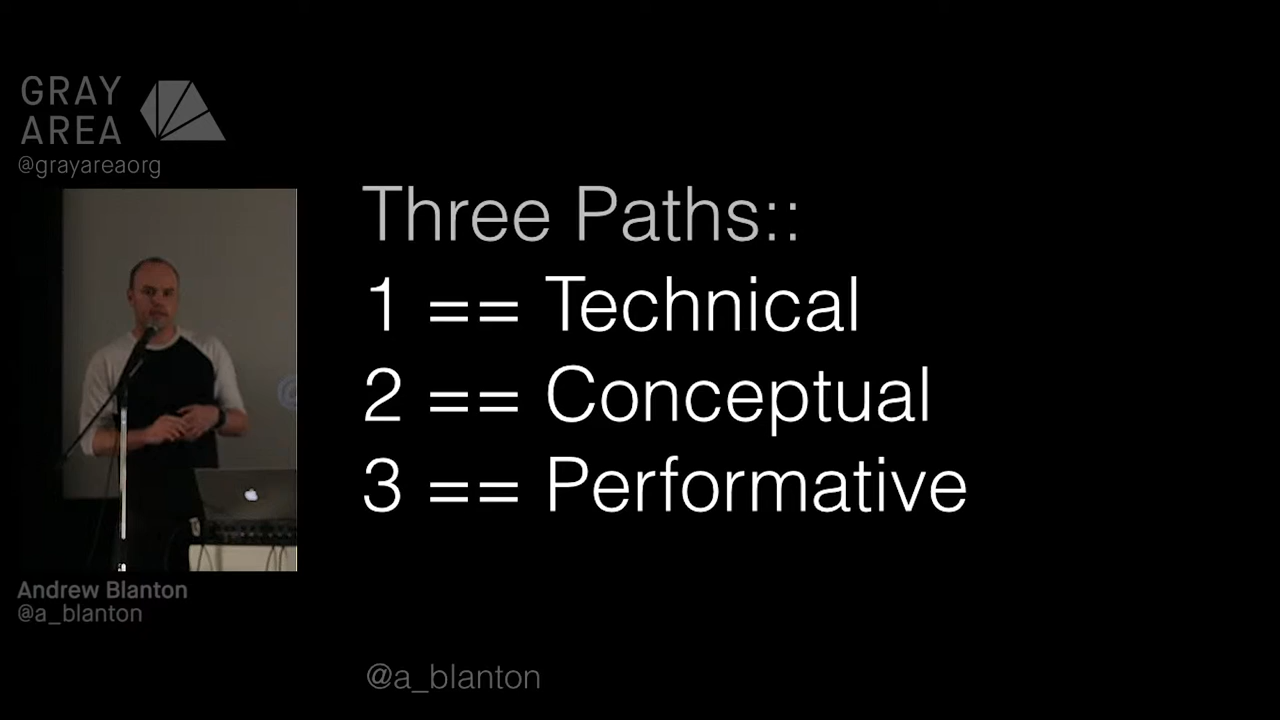 GRAY
AREA
@grayareaorg
Three Paths::
1 == Technical
2 == Conceptual
3 == Performative
Andrew Blanton
@a_blanton
@a_blanton